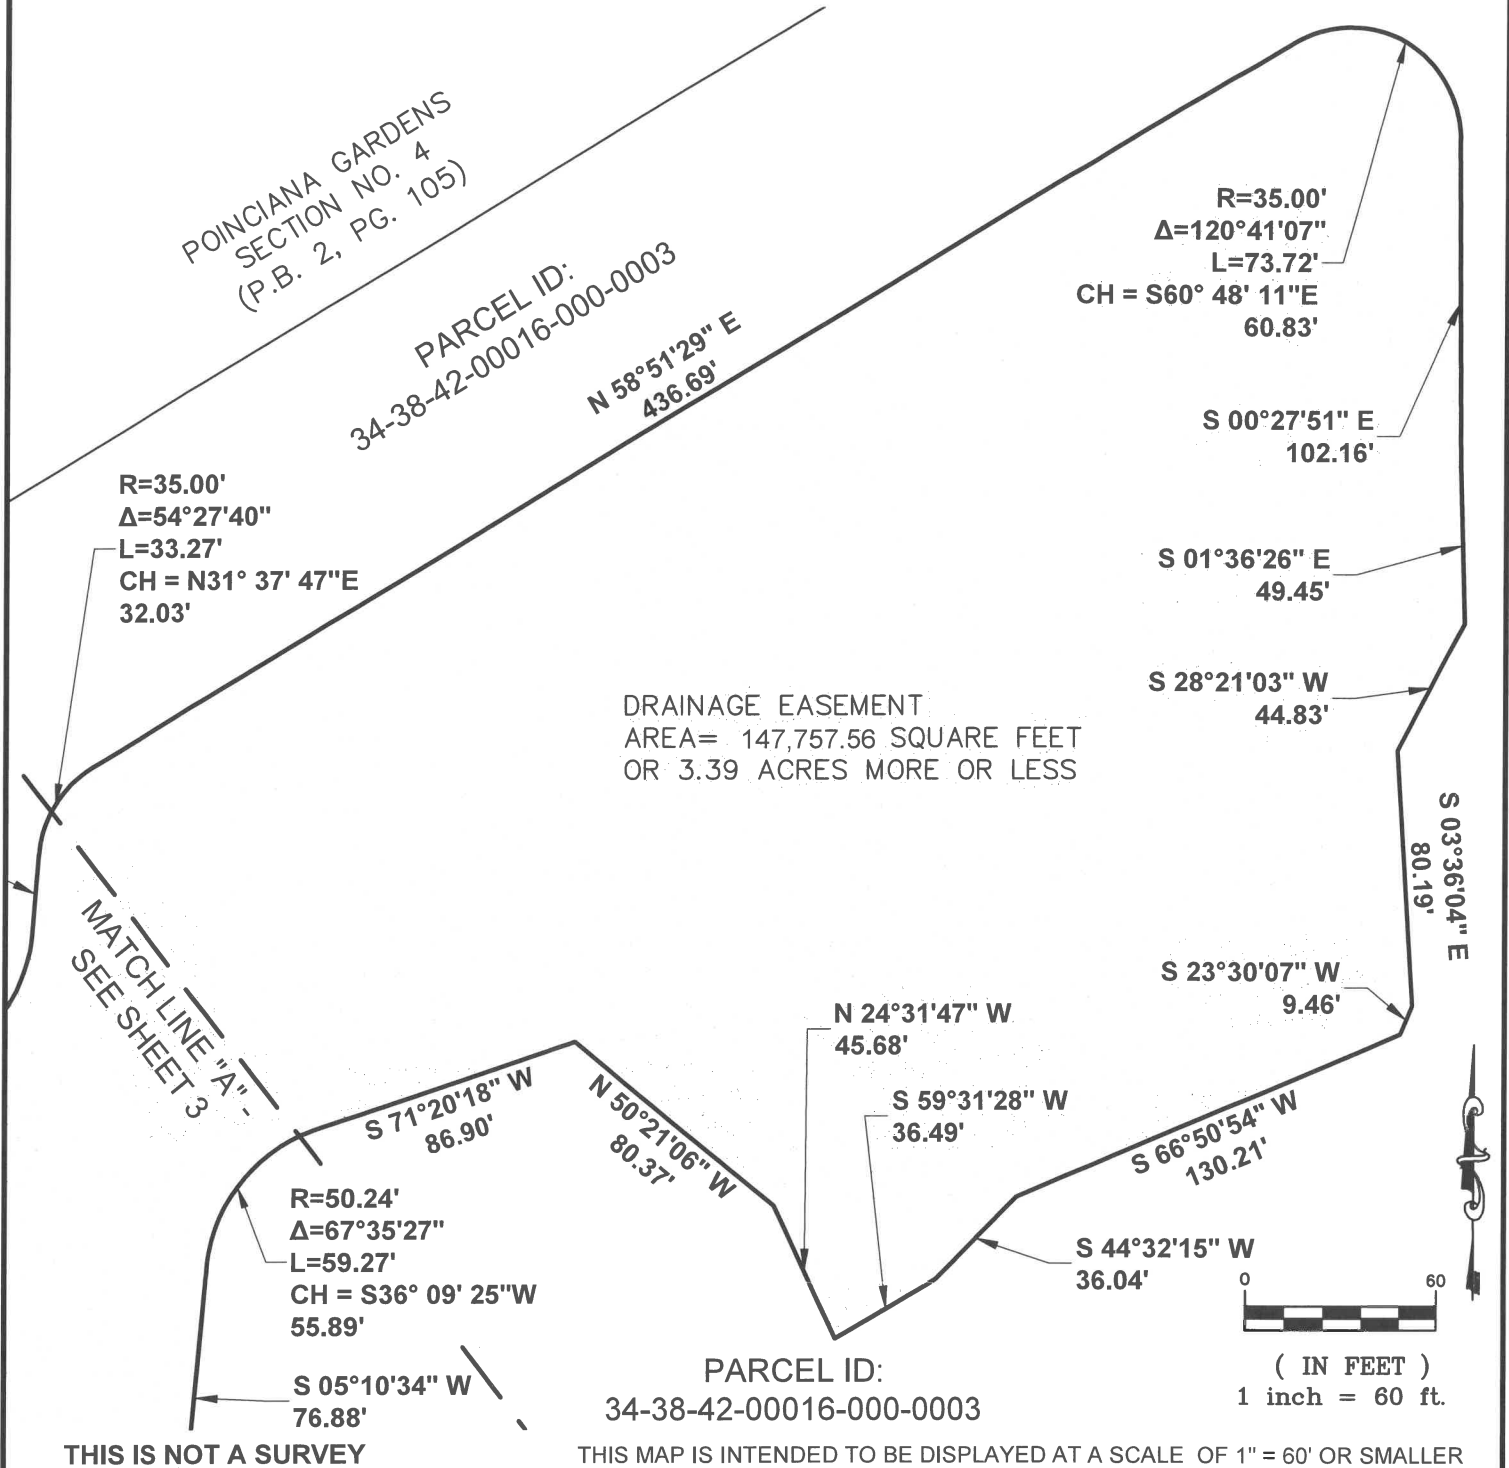 POINCIANA GARDENS
SECTION NO. 4
(P.B. 2, PG. 105)
PARCEL ID:
34-38-42-00016-000-0003
N 58°51'29" E
436.69'
R=35.00'
Δ=120°41'07"
L=73.72'
CH = S60° 48' 11"E
60.83'
S 00°27'51" E
102.16'
R=35.00'
Δ=54°27'40"
L=33.27'
CH = N31° 37' 47"E
32.03'
S 01°36'26" E
49.45'
S 28°21'03" W
44.83'
DRAINAGE EASEMENT
AREA= 147,757.56 SQUARE FEET
OR 3.39 ACRES MORE OR LESS
S 03°36'04" E
80.19'
S 23°30'07" W
9.46'
MATCH LINE "A" -
SEE SHEET 3
N 24°31'47" W
45.68'
S 59°31'28" W
36.49'
S 71°20'18" W
86.90'
N 50°21'06" W
80.37'
S 66°50'54" W
130.21'
R=50.24'
Δ=67°35'27"
L=59.27'
CH = S36° 09' 25"W
55.89'
S 44°32'15" W
36.04'
0 60
( IN FEET )
1 inch = 60 ft.
S 05°10'34" W
76.88'
PARCEL ID:
34-38-42-00016-000-0003
THIS IS NOT A SURVEY
THIS MAP IS INTENDED TO BE DISPLAYED AT A SCALE OF 1" = 60' OR SMALLER